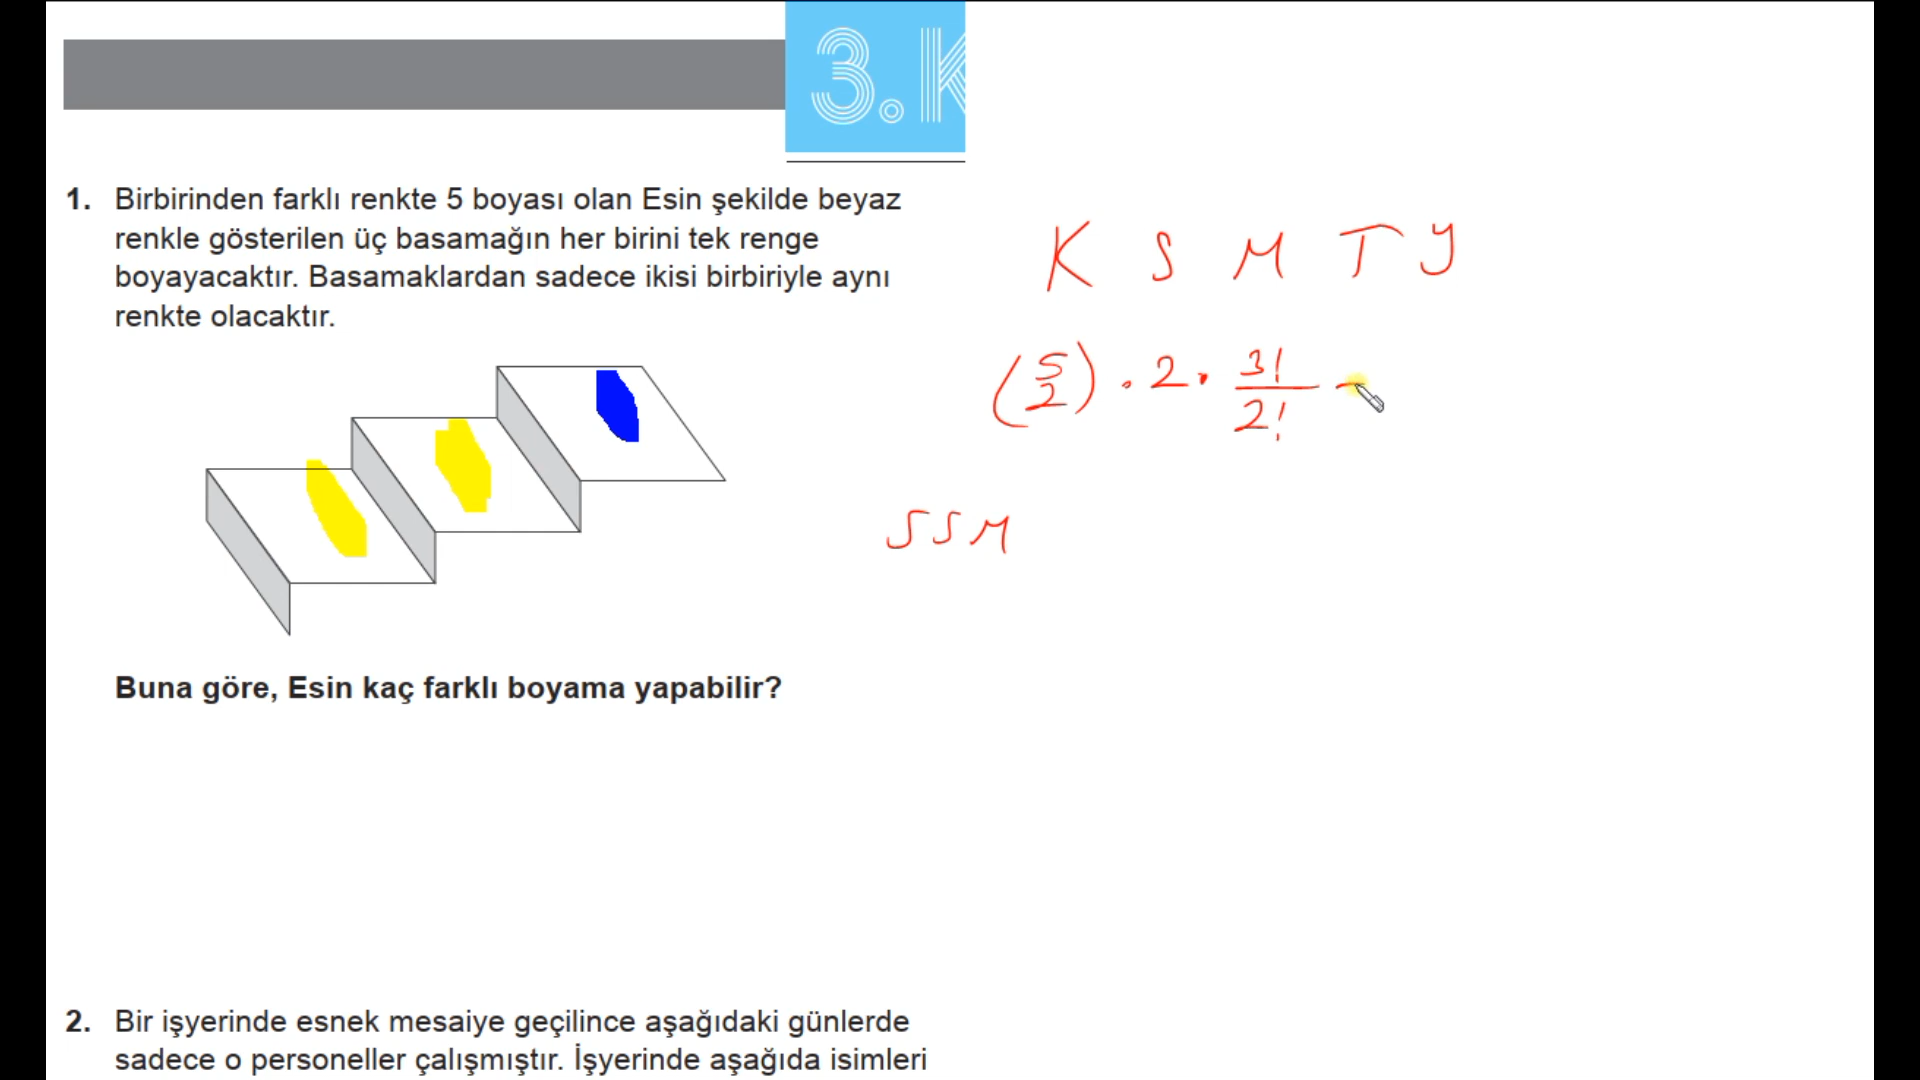 3.K
1. Birbirinden farklı renkte 5 boyası olan Esin şekilde beyaz
renkle gösterilen üç basamağın her birini tek renge
boyayacaktır. Basamaklardan sadece ikisi birbiriyle aynı
renkte olacaktır.
K S M T Y
(5 2) . 2 . 3!/2! -
S S M
Buna göre, Esin kaç farklı boyama yapabilir?
2. Bir işyerinde esnek mesaiye geçilince aşağıdaki günlerde
sadece o personeller çalışmıştır. İşyerinde aşağıda isimleri